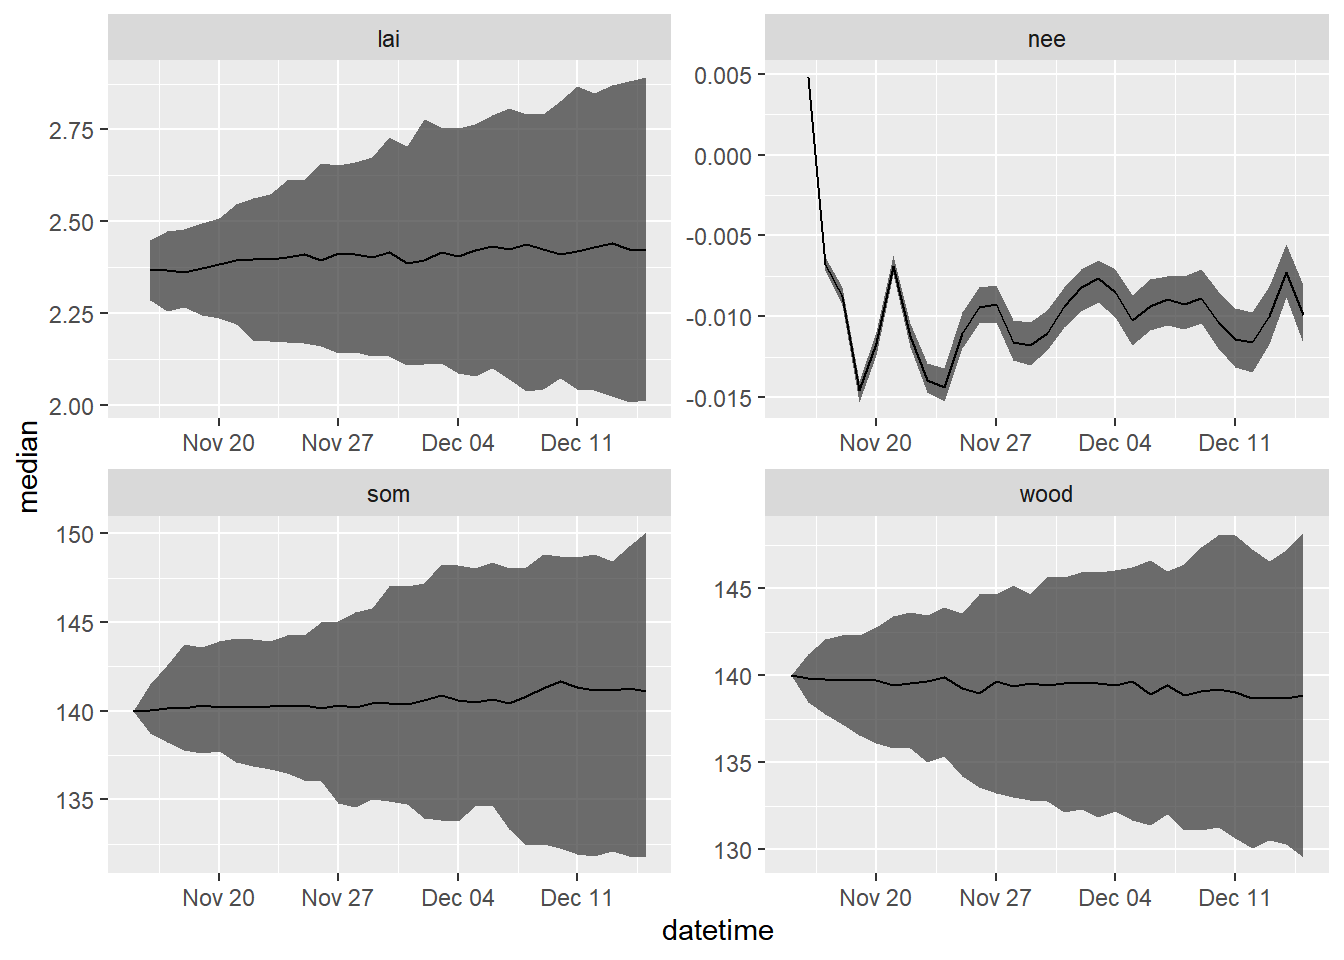 lai
nee
2.75
2.50
2.25
2.00
0.005
0.000
-0.005
-0.010
-0.015
Nov 20 Nov 27 Dec 04 Dec 11
Nov 20 Nov 27 Dec 04 Dec 11
median
som
wood
150
145
140
135
145
140
135
130
Nov 20 Nov 27 Dec 04 Dec 11
Nov 20 Nov 27 Dec 04 Dec 11
datetime